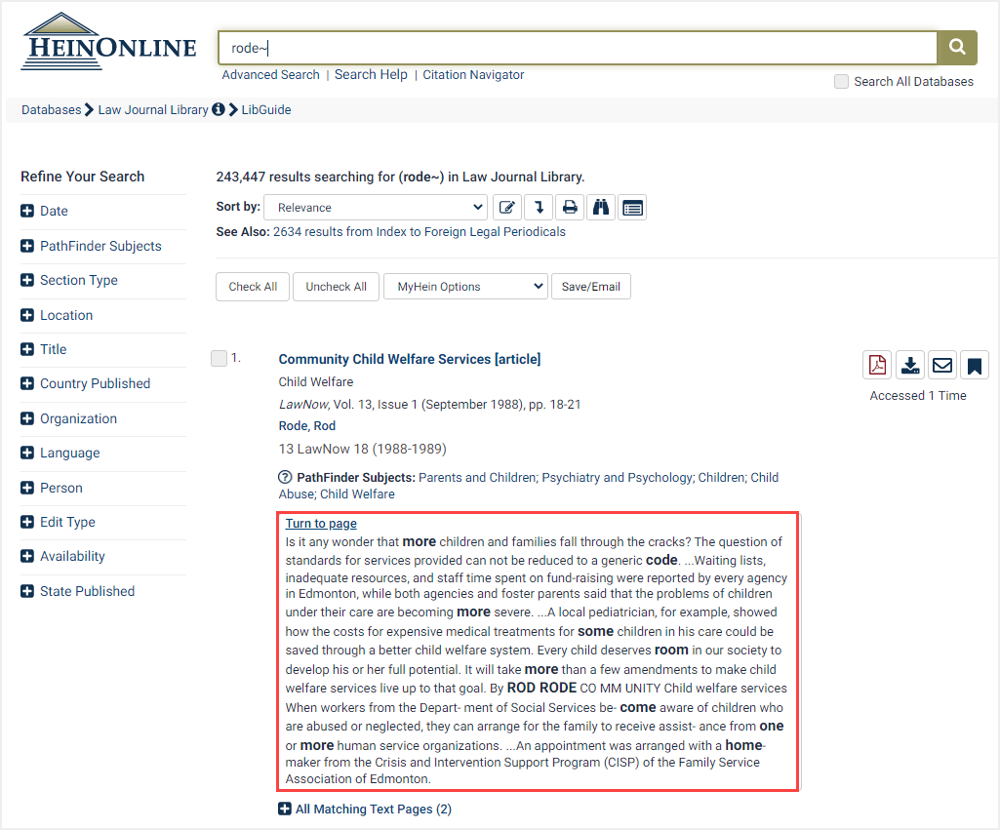 HEINONLINE
rode~
Advanced Search | Search Help | Citation Navigator
Search All Databases
Databases Law Journal Library LibGuide
Refine Your Search
Date
PathFinder Subjects
Section Type
Location
Title
Country Published
Organization
Language
Person
Edit Type
Availability
State Published
243,447 results searching for (rode~) in Law Journal Library.
Sort by: Relevance
See Also: 2634 results from Index to Foreign Legal Periodicals
Check All Uncheck All MyHein Options Save/Email
1. Community Child Welfare Services [article]
Child Welfare
LawNow, Vol. 13, Issue 1 (September 1988), pp. 18-21
Rode, Rod
13 LawNow 18 (1988-1989)
Accessed 1 Time
PathFinder Subjects: Parents and Children; Psychiatry and Psychology; Children; Child
Abuse; Child Welfare
Turn to page
Is it any wonder that more children and families fall through the cracks? The question of
standards for services provided can not be reduced to a generic code. ...Waiting lists,
inadequate resources, and staff time spent on fund-raising were reported by every agency
in Edmonton, while both agencies and foster parents said that the problems of children
under their care are becoming more severe. ...A local pediatrician, for example, showed
how the costs for expensive medical treatments for some children in his care could be
saved through a better child welfare system. Every child deserves room in our society to
develop his or her full potential. It will take more than a few amendments to make child
welfare services live up to that goal. By ROD RODE CO MM UNITY Child welfare services
When workers from the Depart- ment of Social Services be- come aware of children who
are abused or neglected, they can arrange for the family to receive assist- ance from one
or more human service organizations. ...An appointment was arranged with a home-
maker from the Crisis and Intervention Support Program (CISP) of the Family Service
Association of Edmonton.
All Matching Text Pages (2)